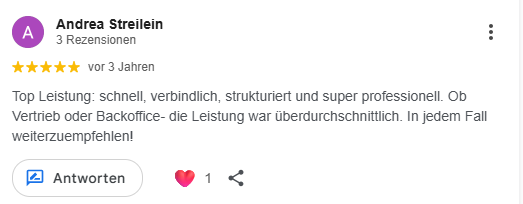 A
Andrea Streilein
3 Rezensionen
vor 3 Jahren
Top Leistung: schnell, verbindlich, strukturiert und super professionell. Ob
Vertrieb oder Backoffice- die Leistung war überdurchschnittlich. In jedem Fall
weiterzuempfehlen!
Antworten
1